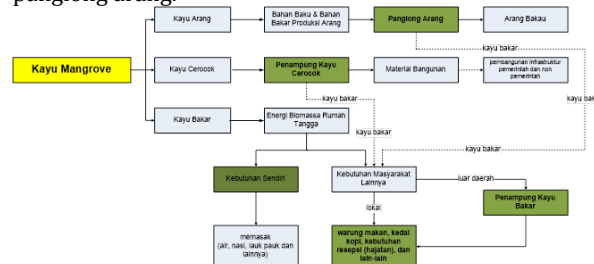 panglong arang.
Kayu Arang
Bahan Baku & Bahan
Bakar Produksi Arang
Panglong Arang
Arang Bakau
kayu bakar
Kayu Mangrove
Kayu Cerocok
Penampung Kayu
Cerocok
Material Bangunan
pembangunan infrastuktur
pemerintah dan non
pemerintah
kayu bakar
kayu bak
Kayu Bakar
Energi Biomassa Rumah
Tangga
kayu bakar
kayu bakar
Kebutuhan Sendiri
Kebutuhan Masyarakat
Lainnya
luar daerah
Penampung Kayu
Bakar
lokal
memasak
(air, nasi, lauk pauk dan
lainnya)
warung makan, kedai
kopi, kebutuhan
resepsi (hajatan), dan
lain-lain